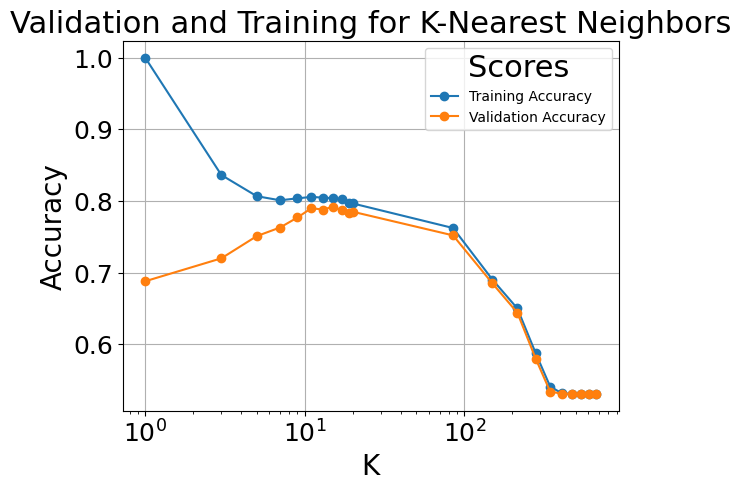 Validation and Training for K-Nearest Neighbors
Scores
Training Accuracy
Validation Accuracy
Accuracy
1.0
0.9
0.8
0.7
0.6
10⁰ 10¹ 10²
K